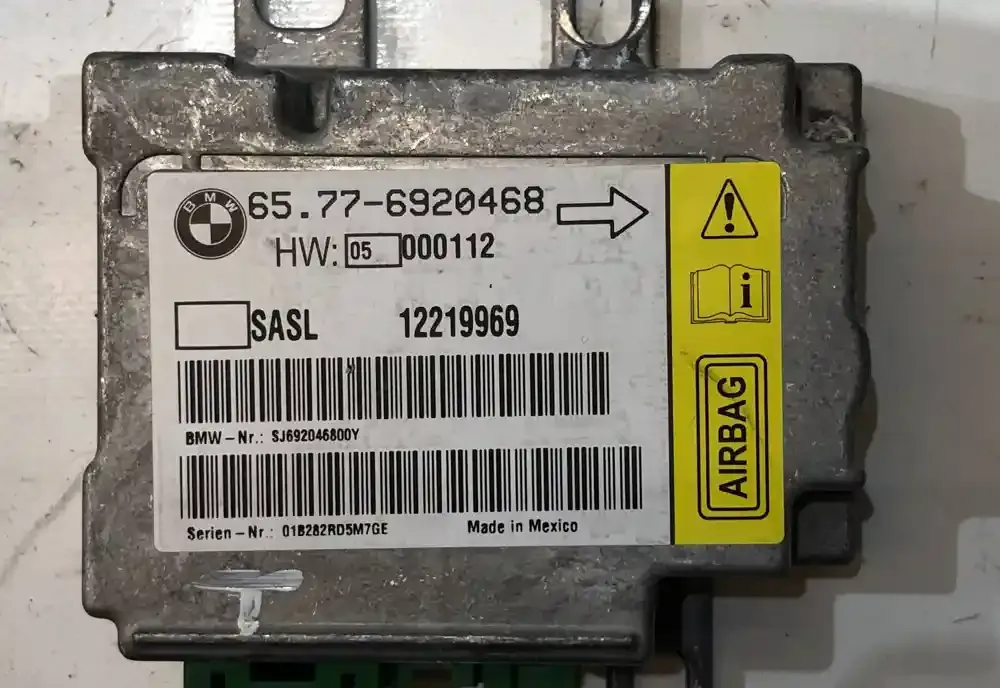 BMW
65.77-6920468
HW: 05 000112
SASL 12219969
BMW-Nr.: SJ692046800Y
Serien-Nr.: 01B282RD5M7GE Made in Mexico
i
AIRBAG